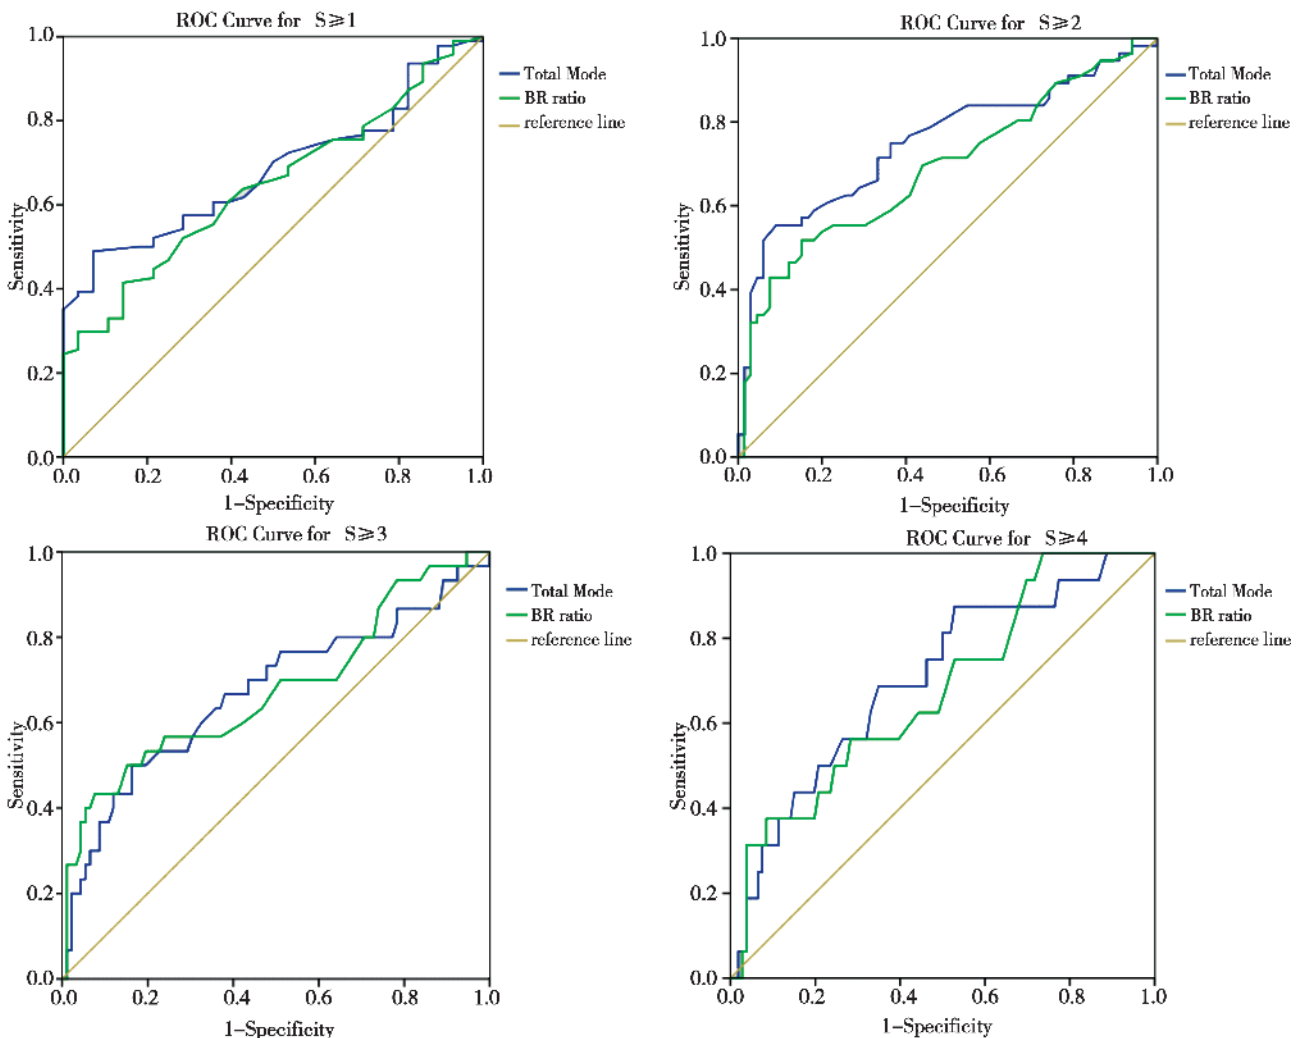 ROC Curve for S⩾1
1.0
0.8
0.6
0.4
0.2
0.0
Sensitivity
0.0 0.2 0.4 0.6 0.8 1.0
1-Specificity
Total Mode
BR ratio
reference line
ROC Curve for S⩾2
1.0
0.8
0.6
0.4
0.2
0.0
Sensitivity
0.0 0.2 0.4 0.6 0.8 1.0
1-Specificity
Total Mode
BR ratio
reference line
ROC Curve for S⩾3
1.0
0.8
0.6
0.4
0.2
0.0
Sensitivity
0.0 0.2 0.4 0.6 0.8 1.0
1-Specificity
Total Mode
BR ratio
reference line
ROC Curve for S⩾4
1.0
0.8
0.6
0.4
0.2
0.0
Sensitivity
0.0 0.2 0.4 0.6 0.8 1.0
1-Specificity
Total Mode
BR ratio
reference line